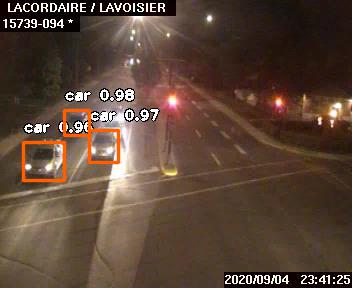 LACORDAIRE / LAVOISIER
15739-094 *
car 0.98
car 0.96
car 0.97
2020/09/04 23:41:25